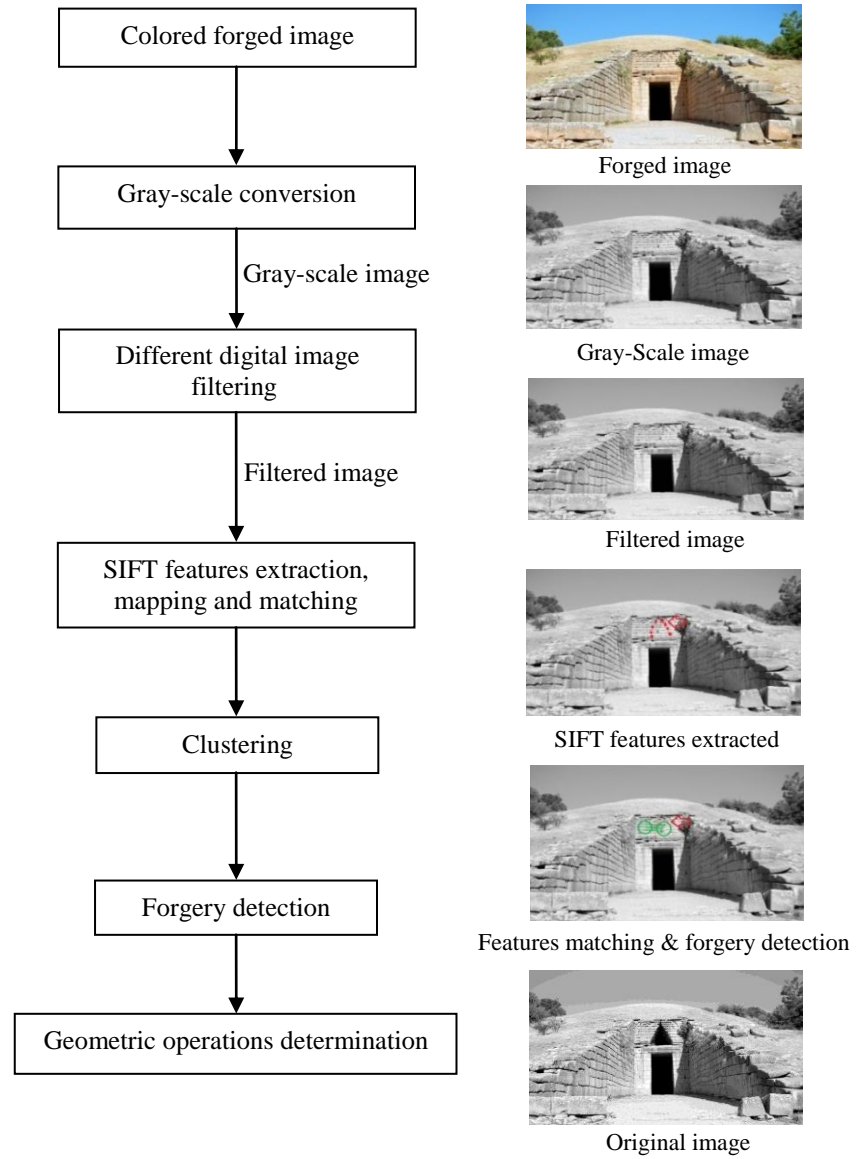 Colored forged image
Gray-scale conversion
Gray-scale image
Different digital image
filtering
Filtered image
SIFT features extraction,
mapping and matching
Clustering
Forgery detection
Geometric operations determination
Forged image
Gray-Scale image
Filtered image
SIFT features extracted
Features matching & forgery detection
Original image